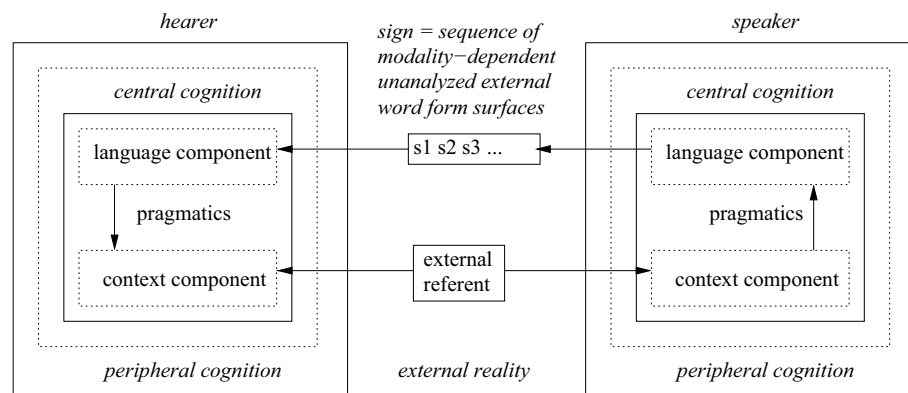 hearer
sign = sequence of
modality−dependent
unanalyzed external
word form surfaces
speaker
central cognition
central cognition
language component
s1 s2 s3 ...
language component
pragmatics
pragmatics
context component
external
referent
context component
peripheral cognition
external reality
peripheral cognition